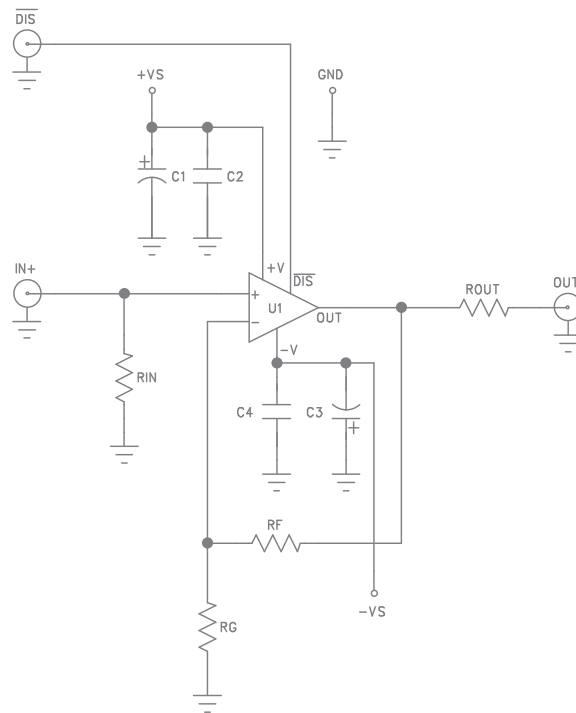 DIS
+VS
GND
+
C1
C2
IN+
+V
DIS
+
U1
−
OUT
ROUT
OUT
−V
RIN
C4
C3
+
RF
−VS
RG